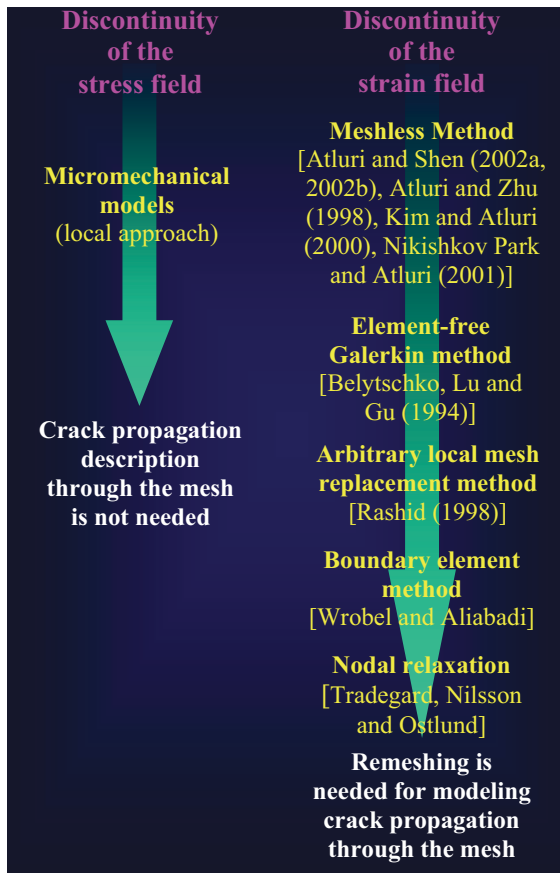 Discontinuity
of the
stress field
Micromechanical
models
(local approach)
Crack propagation
description
through the mesh
is not needed
Discontinuity
of the
strain field
Meshless Method
[Atluri and Shen (2002a,
2002b), Atluri and Zhu
(1998), Kim and Atluri
(2000), Nikishkov Park
and Atluri (2001)]
Element-free
Galerkin method
[Belytschko, Lu and
Gu (1994)]
Arbitrary local mesh
replacement method
[Rashid (1998)]
Boundary element
method
[Wrobel and Aliabadi]
Nodal relaxation
[Tradegard, Nilsson
and Ostlund]
Remeshing is
needed for modeling
crack propagation
through the mesh